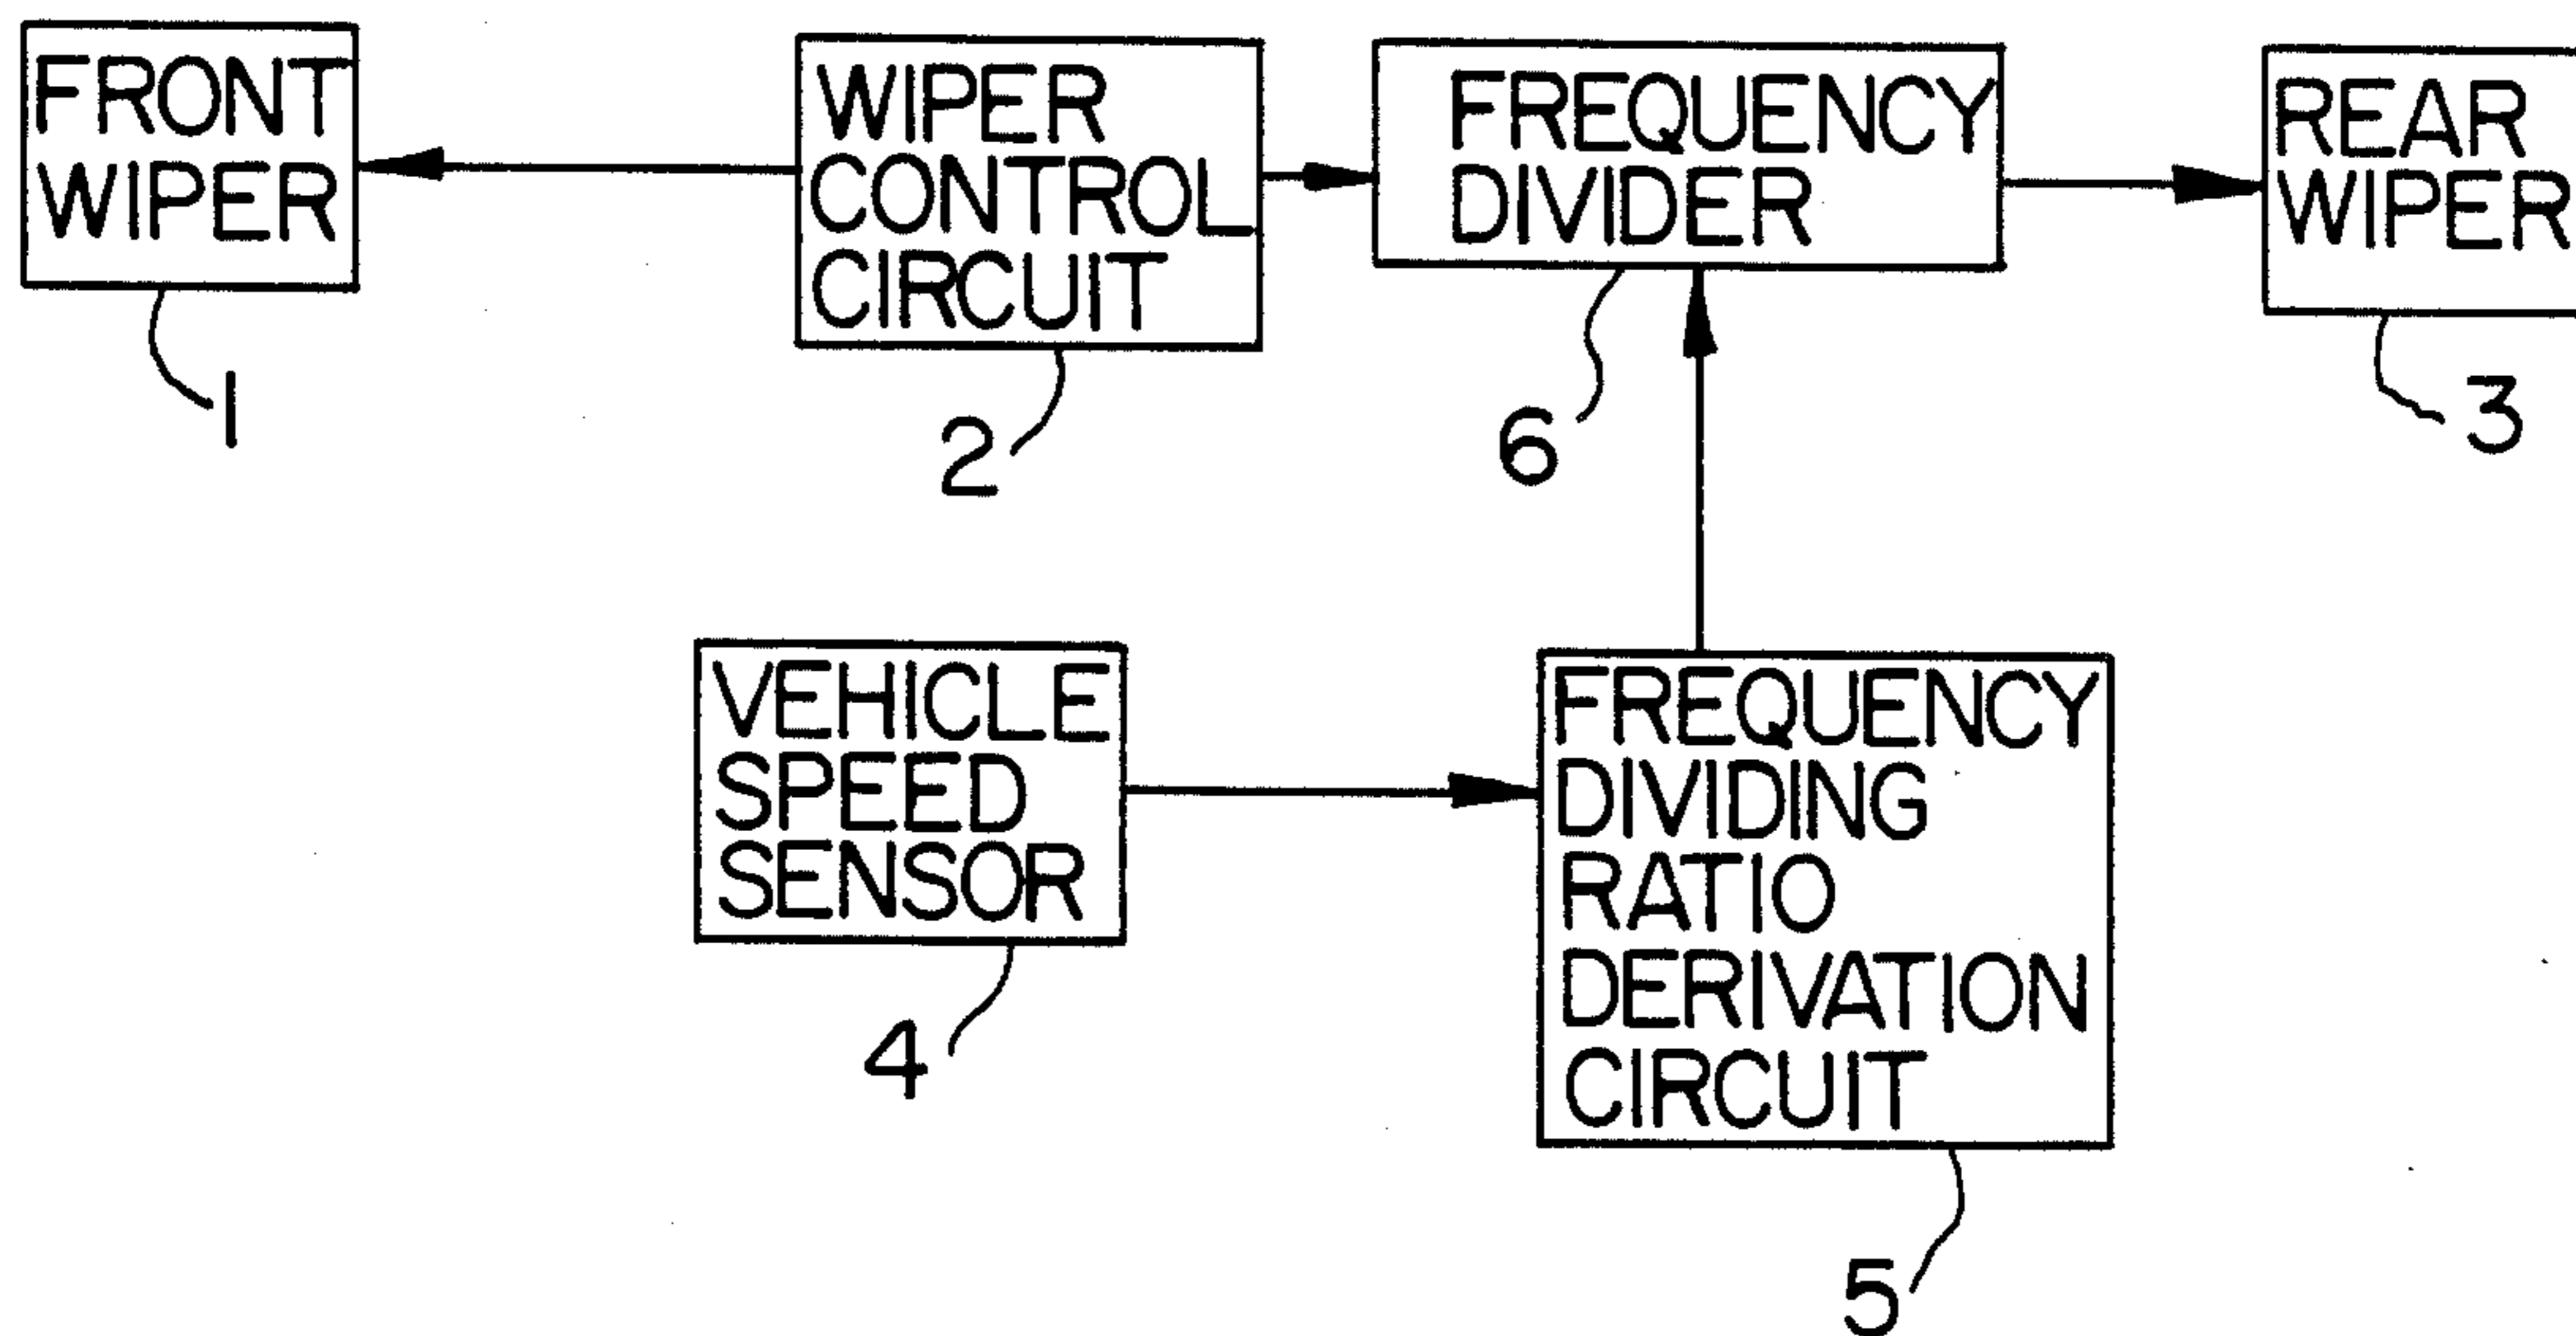 FRONT
WIPER
1
WIPER
CONTROL
CIRCUIT
2
FREQUENCY
DIVIDER
6
REAR
WIPER
3
VEHICLE
SPEED
SENSOR
4
FREQUENCY
DIVIDING
RATIO
DERIVATION
CIRCUIT
5